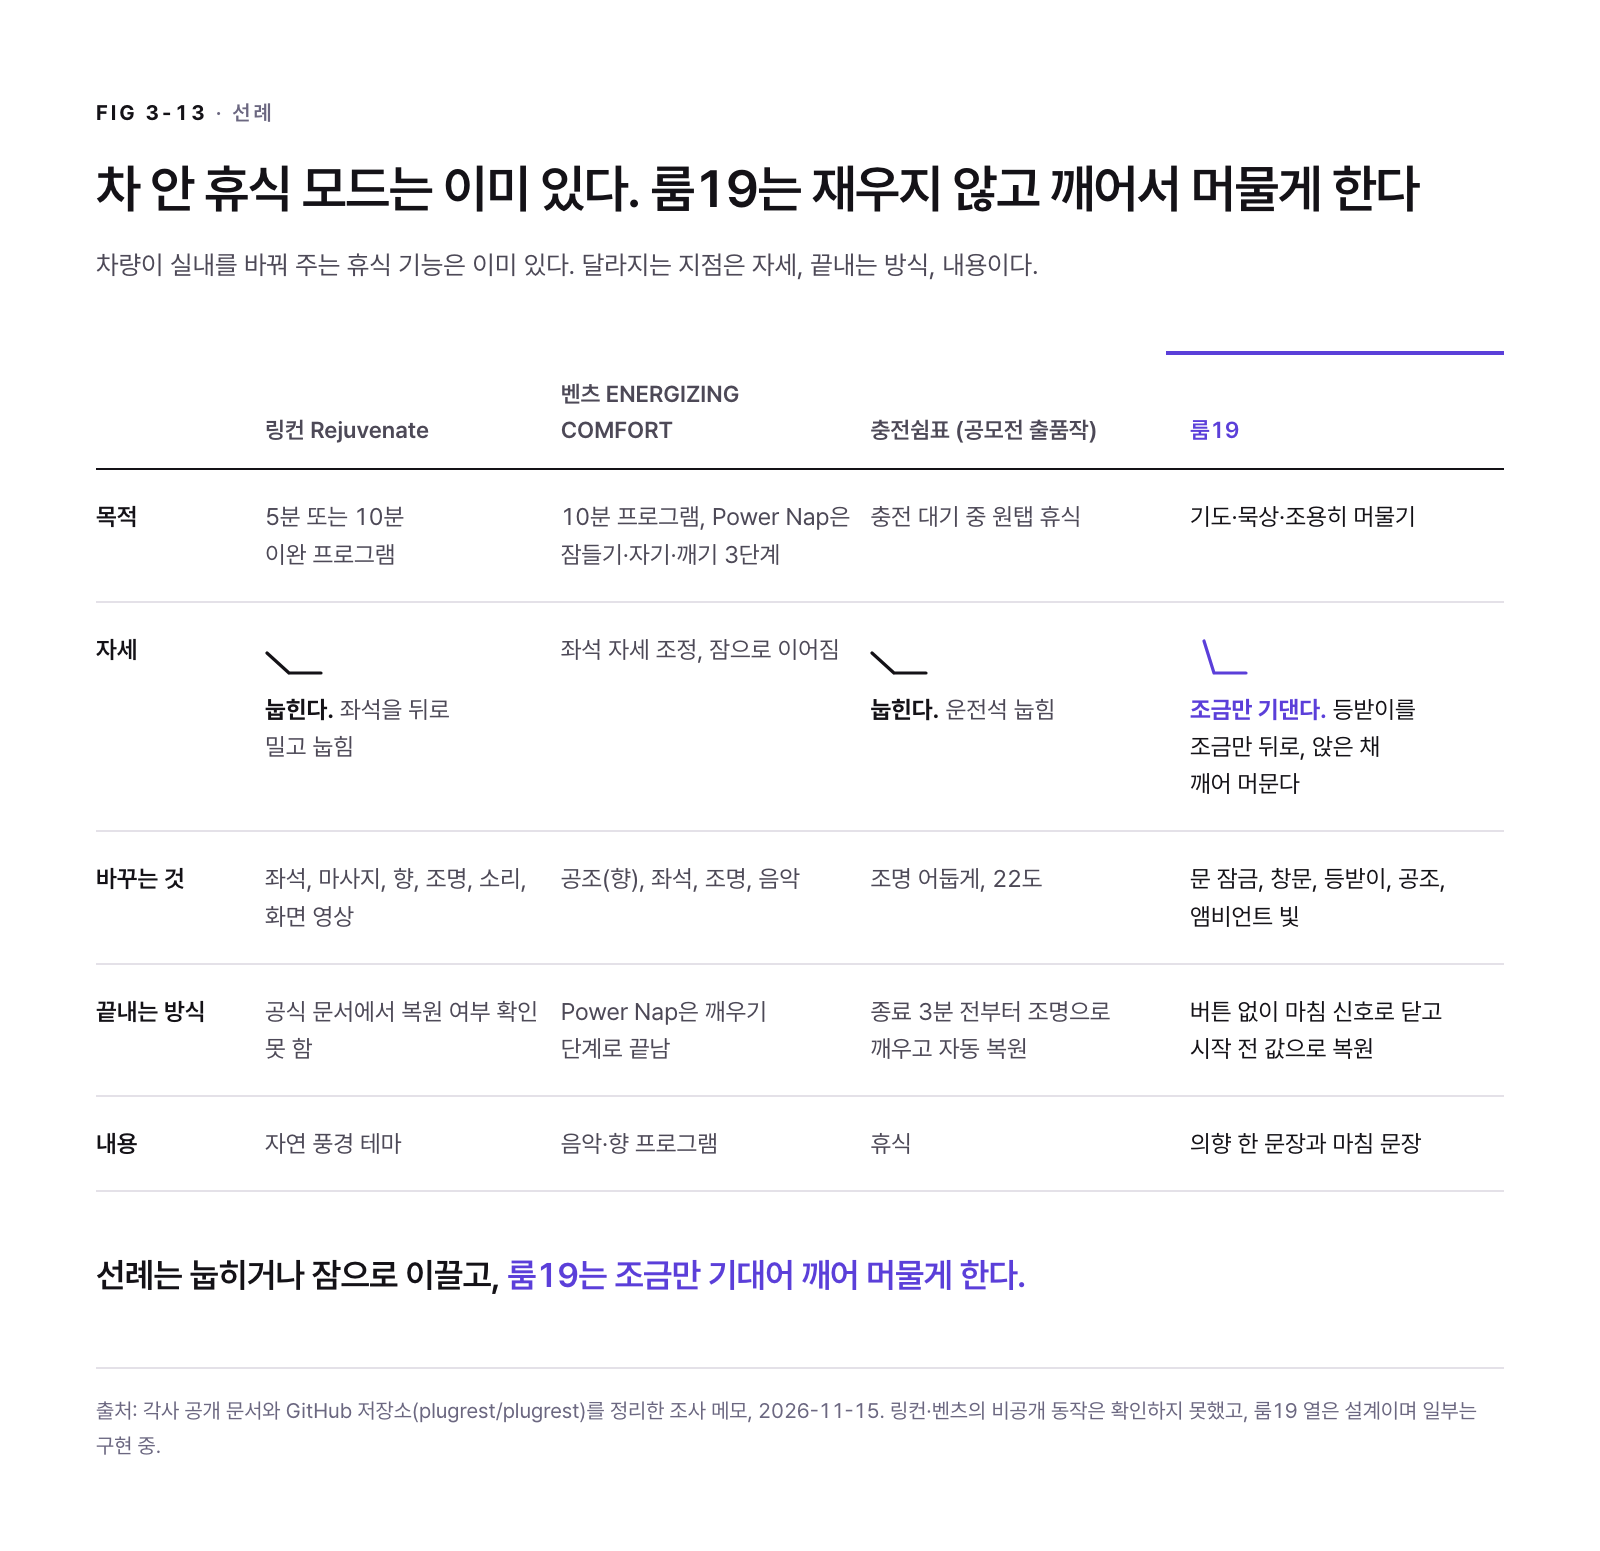 FIG 3-13 · 선례
차 안 휴식 모드는 이미 있다. 룸19는 재우지 않고 깨어서 머물게 한다
차량이 실내를 바꿔 주는 휴식 기능은 이미 있다. 달라지는 지점은 자세, 끝내는 방식, 내용이다.
링컨 Rejuvenate
벤츠 ENERGIZING
COMFORT
충전쉼표 (공모전 출품작)
룸19
목적
5분 또는 10분
이완 프로그램
10분 프로그램, Power Nap은
잠들기·자기·깨기 3단계
충전 대기 중 원탭 휴식
기도·묵상·조용히 머물기
자세
눕힌다. 좌석을 뒤로
밀고 눕힘
좌석 자세 조정, 잠으로 이어짐
눕힌다. 운전석 눕힘
조금만 기댄다. 등받이를
조금만 뒤로, 앉은 채
깨어 머문다
바꾸는 것
좌석, 마사지, 향, 조명, 소리,
화면 영상
공조(향), 좌석, 조명, 음악
조명 어둡게, 22도
문 잠금, 창문, 등받이, 공조,
앰비언트 빛
끝내는 방식
공식 문서에서 복원 여부 확인
못 함
Power Nap은 깨우기
단계로 끝남
종료 3분 전부터 조명으로
깨우고 자동 복원
버튼 없이 마침 신호로 닫고
시작 전 값으로 복원
내용
자연 풍경 테마
음악·향 프로그램
휴식
의향 한 문장과 마침 문장
선례는 눕히거나 잠으로 이끌고, 룸19는 조금만 기대어 깨어 머물게 한다.
출처: 각사 공개 문서와 GitHub 저장소(plugrest/plugrest)를 정리한 조사 메모, 2026-11-15. 링컨·벤츠의 비공개 동작은 확인하지 못했고, 룸19 열은 설계이며 일부는
구현 중.